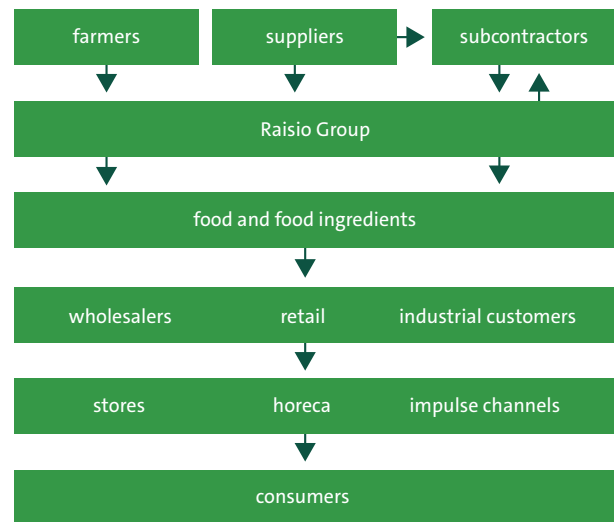 farmers suppliers subcontractors
Raisio Group
food and food ingredients
wholesalers retail industrial customers
stores horeca impulse channels
consumers